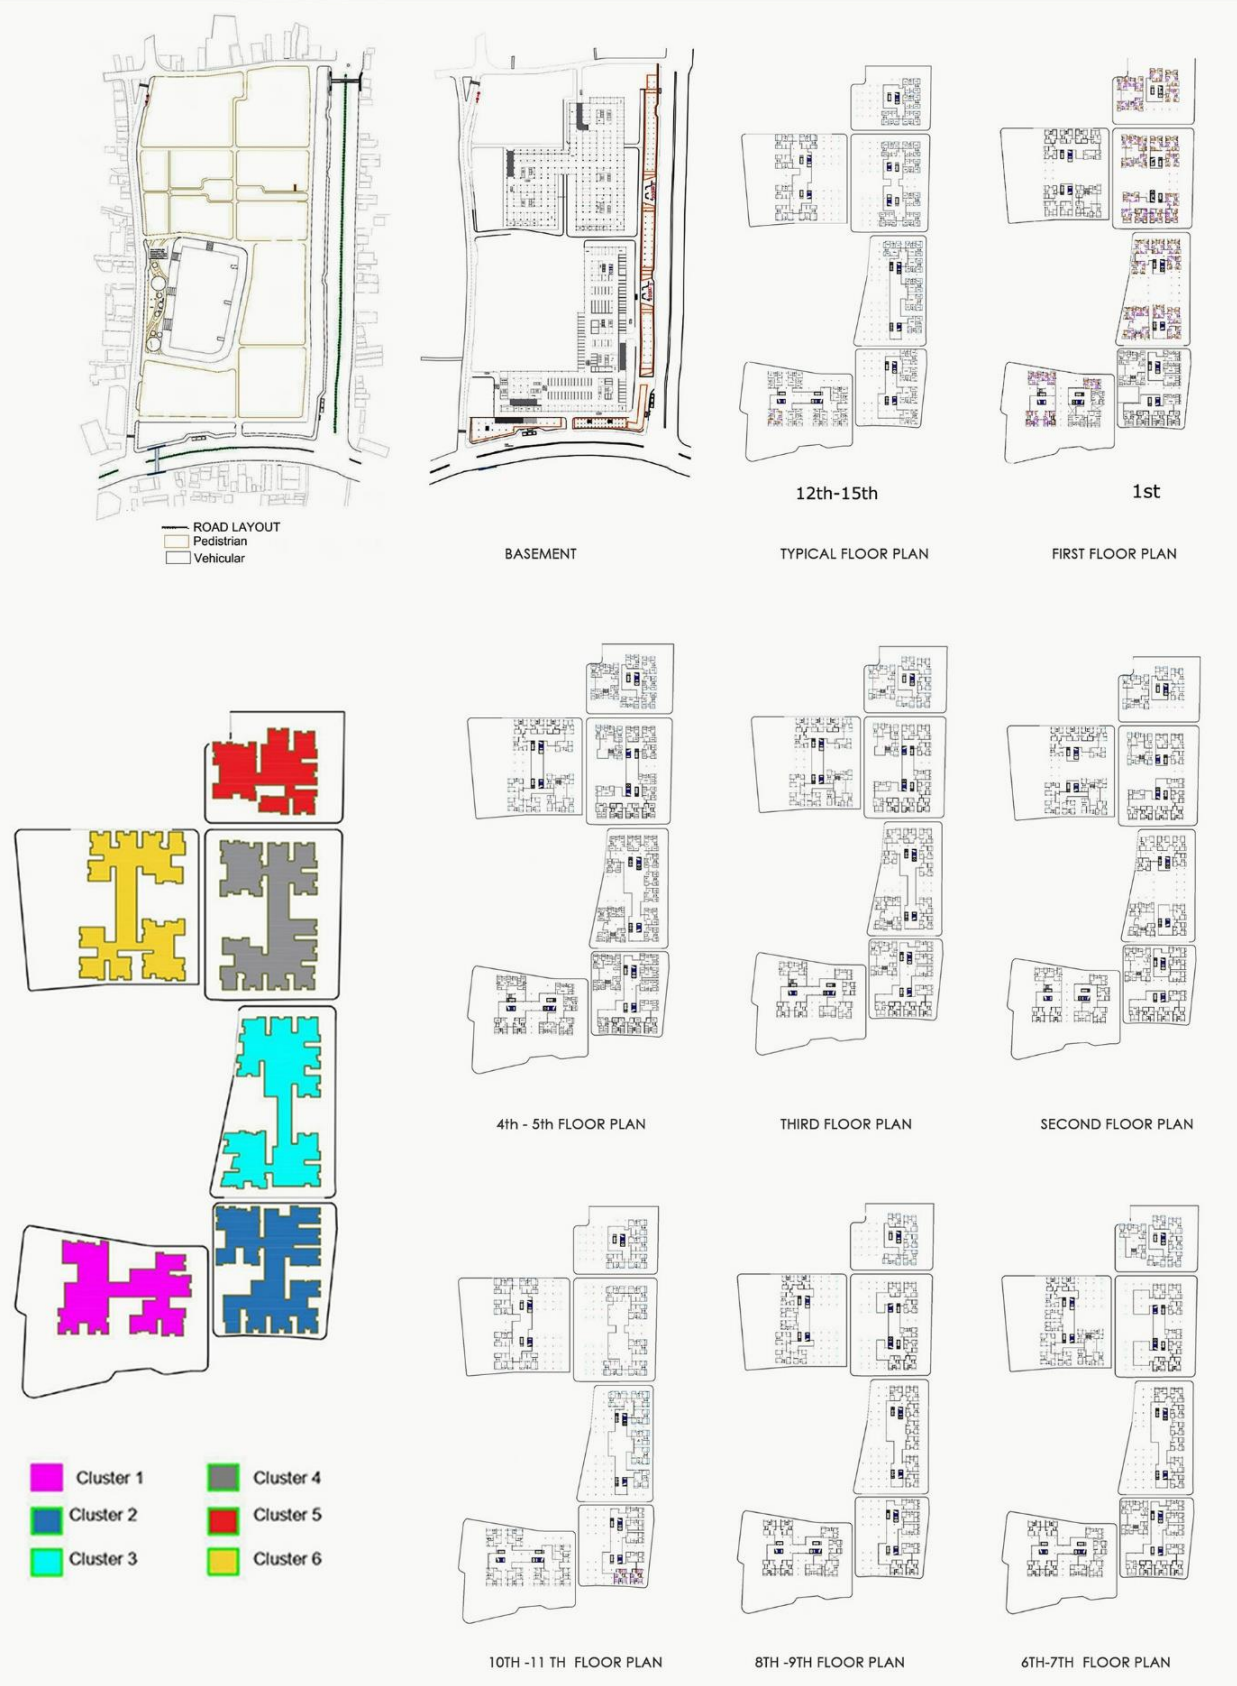 12th-15th
1st
ROAD LAYOUT
Pedistrian
Vehicular
BASEMENT
TYPICAL FLOOR PLAN
FIRST FLOOR PLAN
4th - 5th FLOOR PLAN
THIRD FLOOR PLAN
SECOND FLOOR PLAN
Cluster 1
Cluster 4
Cluster 2
Cluster 5
Cluster 3
Cluster 6
10TH -11 TH FLOOR PLAN
8TH -9TH FLOOR PLAN
6TH-7TH FLOOR PLAN